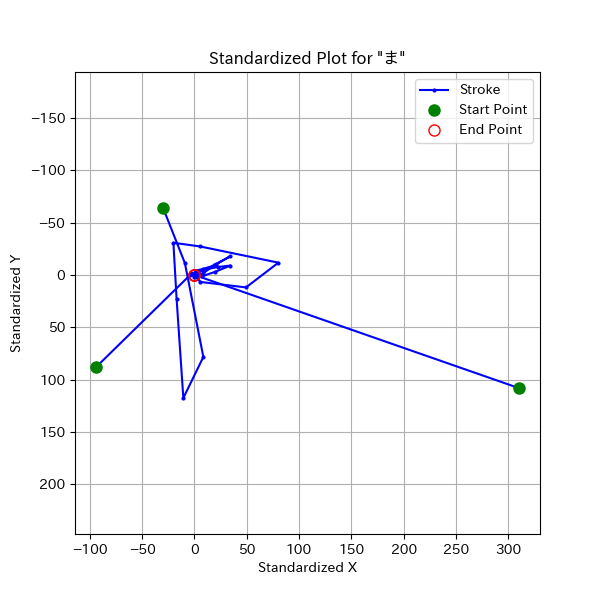 Standardized Plot for "ま"
Stroke
Start Point
End Point
Standardized Y
−150
−100
−50
0
50
100
150
200
−100 −50 0 50 100 150 200 250 300
Standardized X